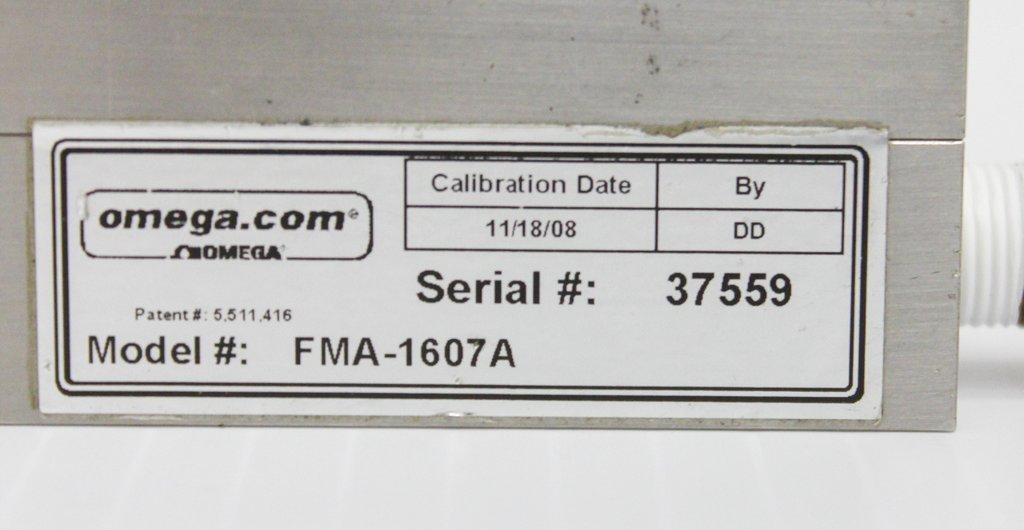 omega.com®
OMEGA®
Calibration Date By
11/18/08 DD
Serial #: 37559
Patent #: 5,511,416
Model #: FMA-1607A